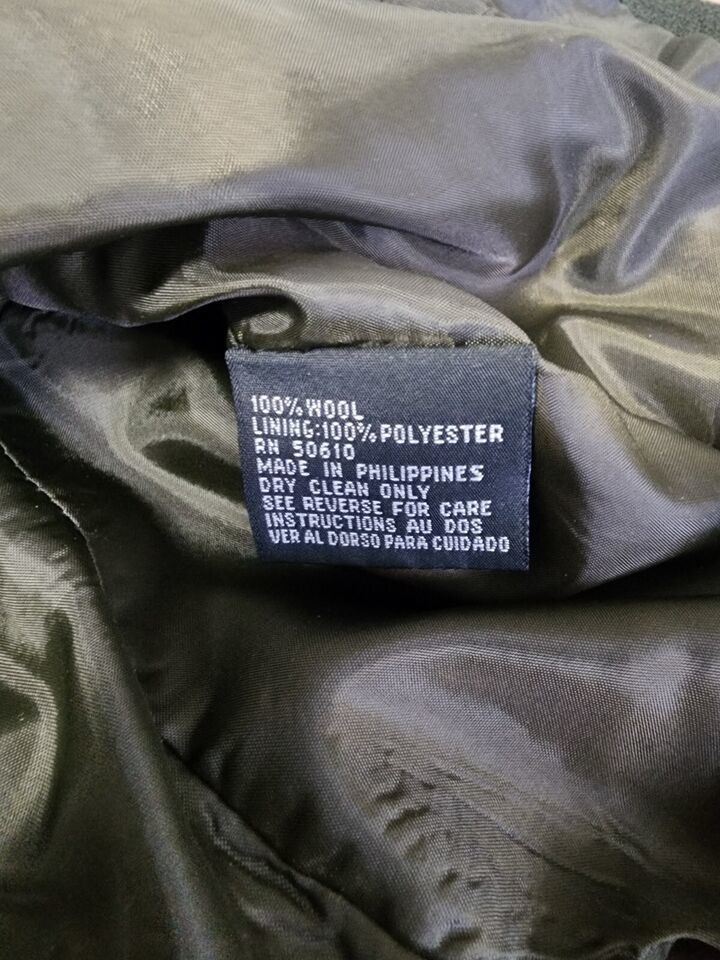 100% WOOL
LINING:100% POLYESTER
RN 50610
MADE IN PHILIPPINES
DRY CLEAN ONLY
SEE REVERSE FOR CARE
INSTRUCTIONS AU DOS
VER AL DORSO PARA CUIDADO